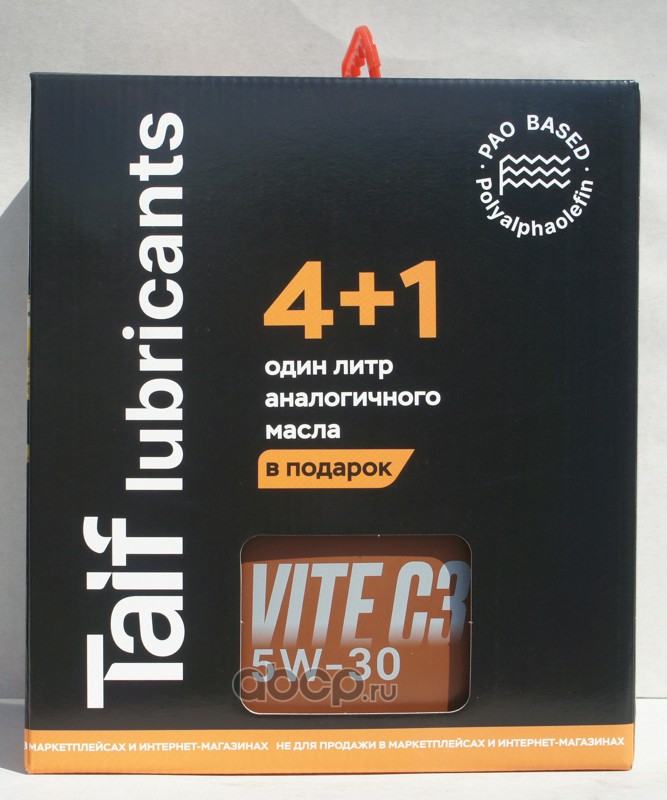 Taif lubricants
PAO BASED
Polyalphaolefin
4+1
один литр
аналогичного
масла
в подарок
VITE C3
5W-30
docp.ru
В МАРКЕТПЛЕЙСАХ И ИНТЕРНЕТ-МАГАЗИНАХ НЕ ДЛЯ ПРОДАЖИ В МАРКЕТПЛЕЙСАХ И ИНТЕРНЕТ-МАГАЗИНАХ